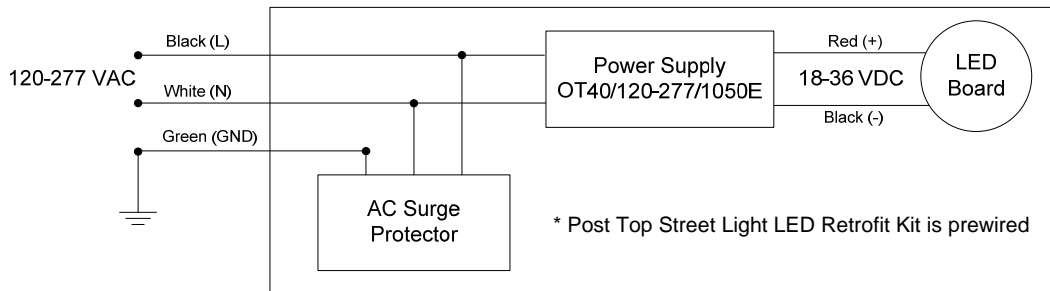 Black (L)
120-277 VAC
White (N)
Green (GND)
Power Supply
OT40/120-277/1050E
Red (+)
18-36 VDC
Black (-)
LED
Board
AC Surge
Protector
* Post Top Street Light LED Retrofit Kit is prewired